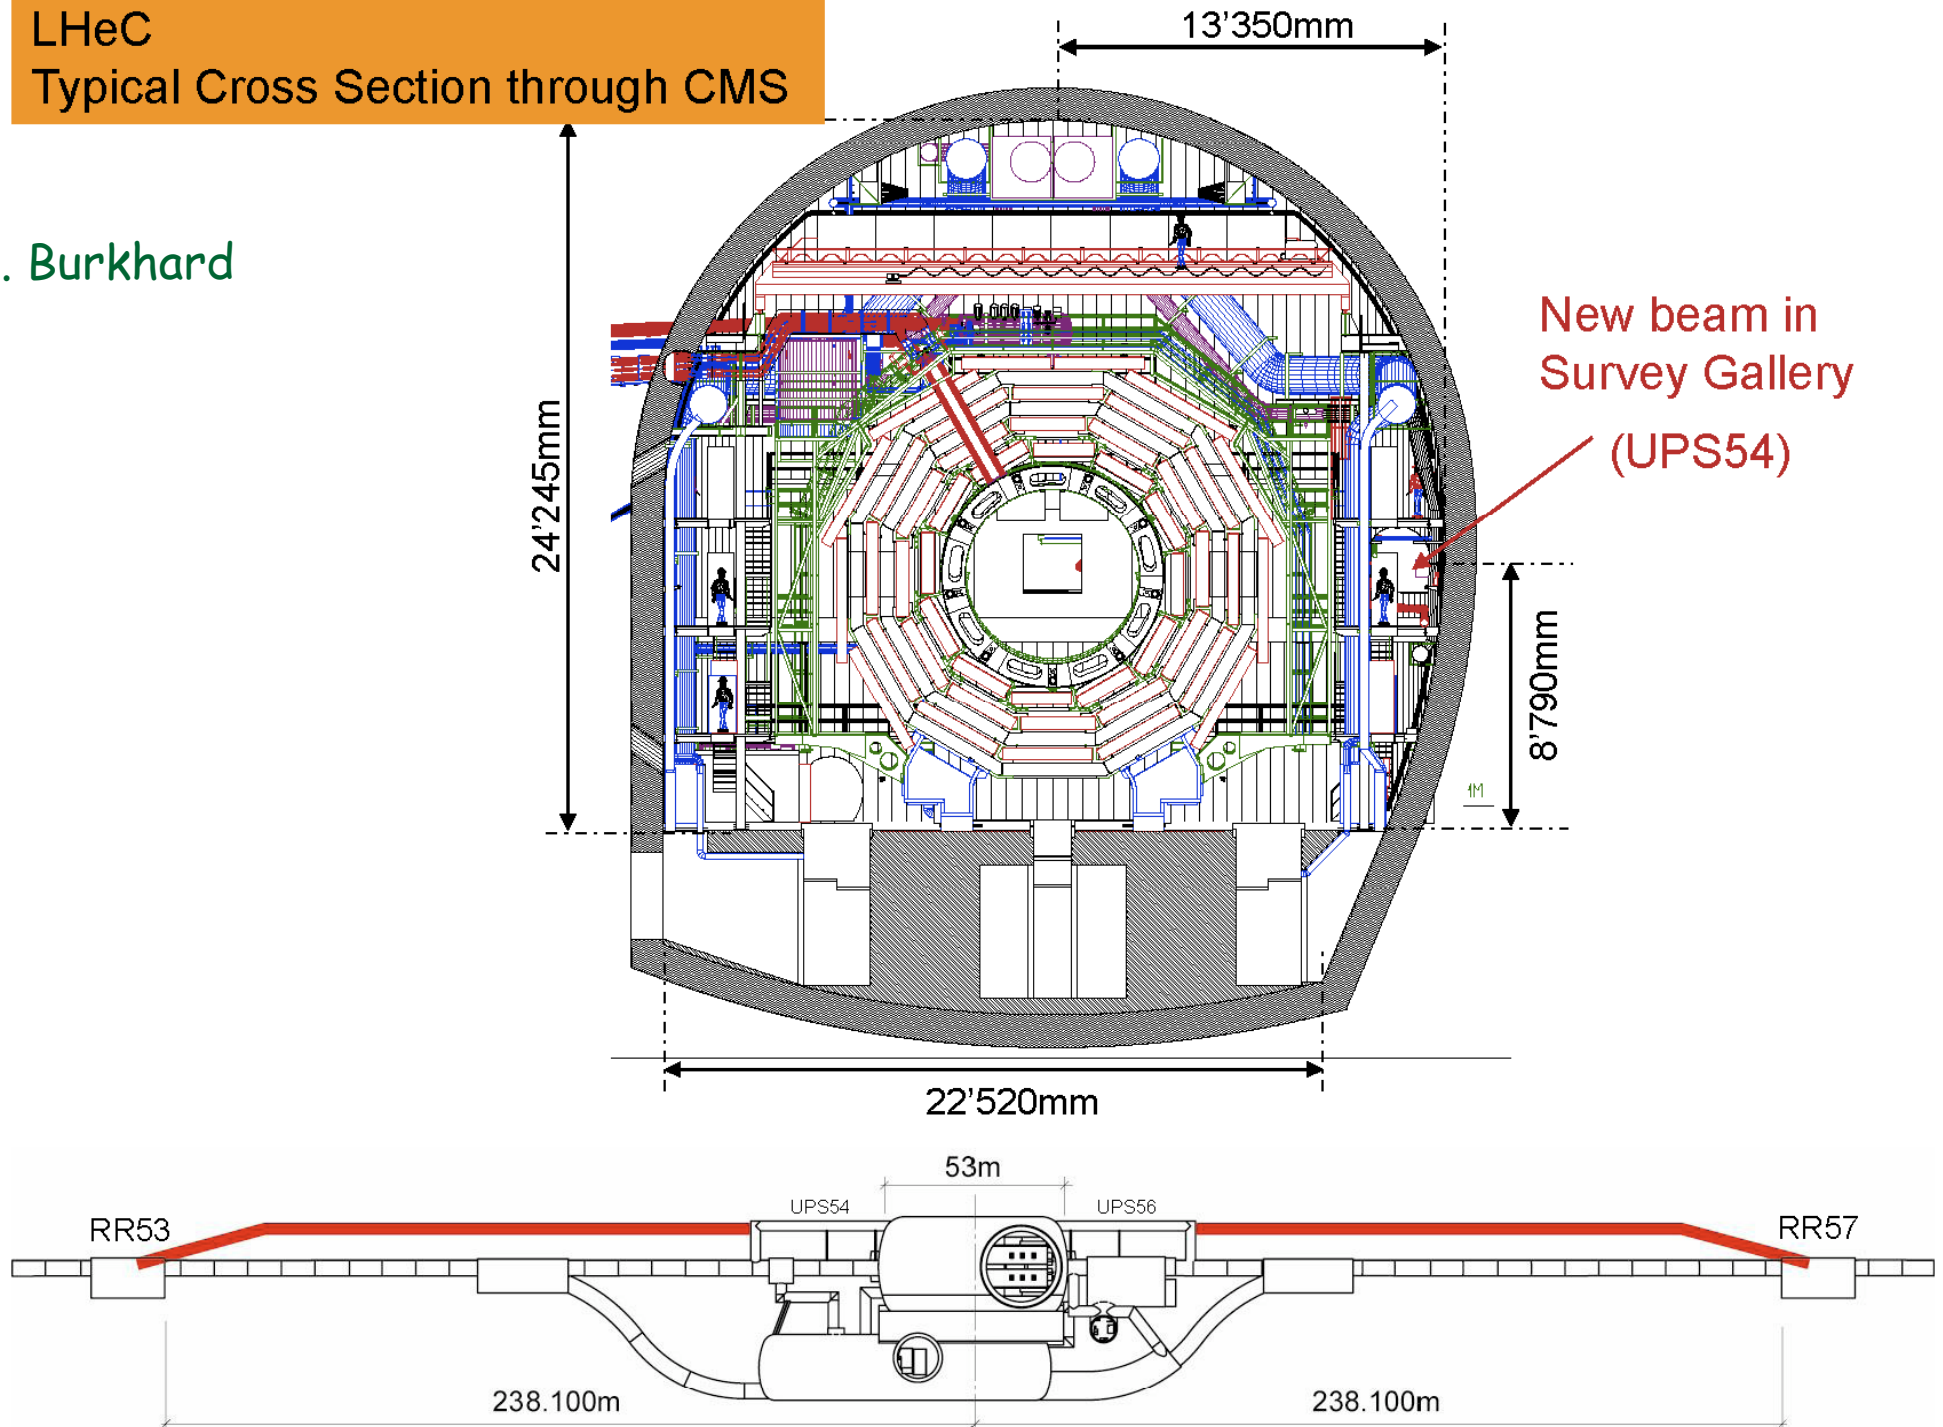 LHeC
Typical Cross Section through CMS
13’350mm
. Burkhard
New beam in
Survey Gallery
(UPS54)
24’245mm
8’790mm
1M
22’520mm
53m
UPS54
UPS56
RR53
RR57
238.100m
238.100m